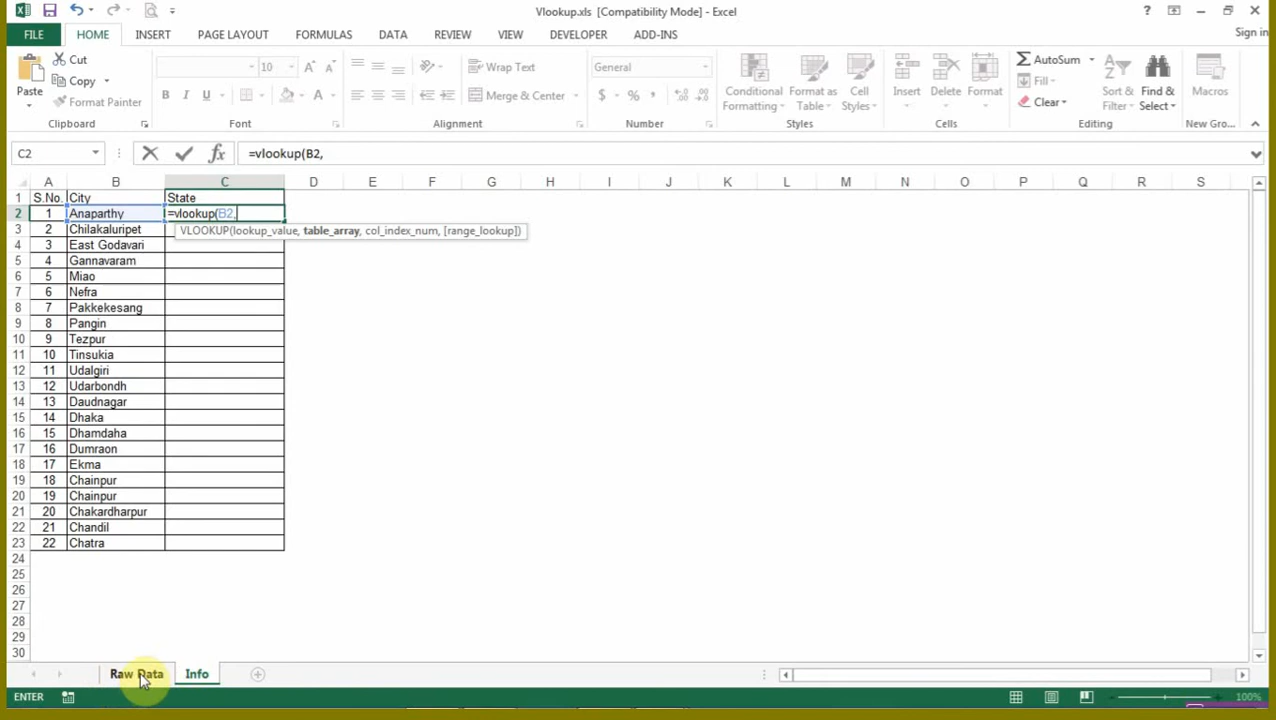 Vlookup.xls [Compatibility Mode] - Excel
?
Sign in
FILE HOME INSERT PAGE LAYOUT FORMULAS DATA REVIEW VIEW DEVELOPER ADD-INS
Paste
Cut
Copy
Format Painter
10
B I U
Wrap Text
Merge & Center
General
$ % ,
Conditional Formatting
Format as Table
Cell Styles
Insert
Delete
Format
AutoSum
Fill
Clear
Sort & Filter
Find & Select
Macros
Clipboard Font Alignment Number Styles Cells Editing New Gro...
C2 fx =vlookup(B2,
A B C D E F G H I J K L M N O P Q R S
1 S.No. City State
2 1 Anaparthy =vlookup(B2,
VLOOKUP(lookup_value, table_array, col_index_num, [range_lookup])
3 2 Chilakaluripet
4 3 East Godavari
5 4 Gannavaram
6 5 Miao
7 6 Nefra
8 7 Pakkekesang
9 8 Pangin
10 9 Tezpur
11 10 Tinsukia
12 11 Udalgiri
13 12 Udarbondh
14 13 Daudnagar
15 14 Dhaka
16 15 Dhamdaha
17 16 Dumraon
18 17 Ekma
19 18 Chainpur
20 19 Chainpur
21 20 Chakardharpur
22 21 Chandil
23 22 Chatra
24
25
26
27
28
29
30
Raw Data Info
ENTER
100%